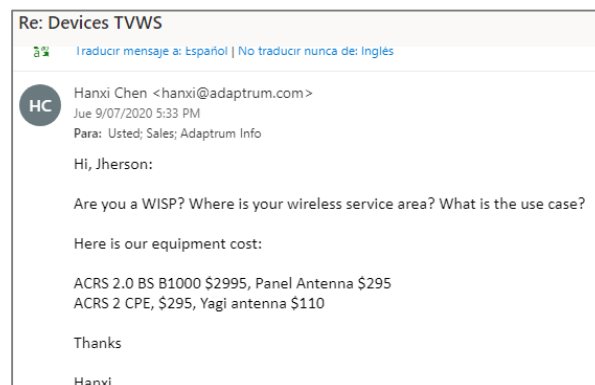 Re: Devices TVWS
Traducir mensaje a: Español | No traducir nunca de: Inglés
HC
Hanxi Chen <hanxi@adaptrum.com>
Jue 9/07/2020 5:33 PM
Para: Usted; Sales; Adaptrum Info
Hi, Jherson:
Are you a WISP? Where is your wireless service area? What is the use case?
Here is our equipment cost:
ACRS 2.0 BS B1000 $2995, Panel Antenna $295
ACRS 2 CPE, $295, Yagi antenna $110
Thanks
Hanxi